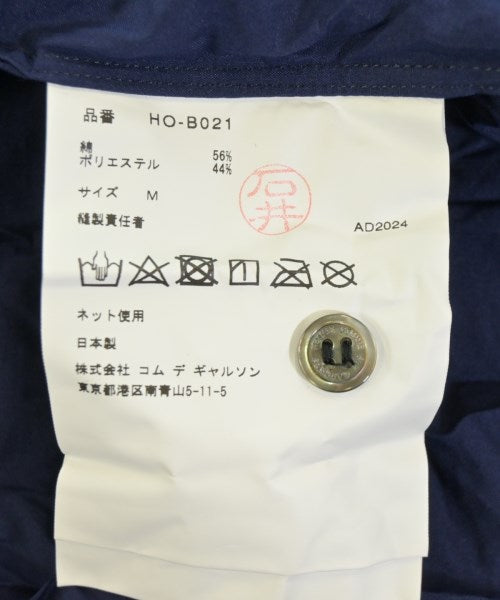 品番 HO-B021
綿 56%
ポリエステル 44%
サイズ M
縫製責任者
石井
AD2024
ネット使用
日本製
株式会社 コム デ ギャルソン
東京都港区南青山5-11-5